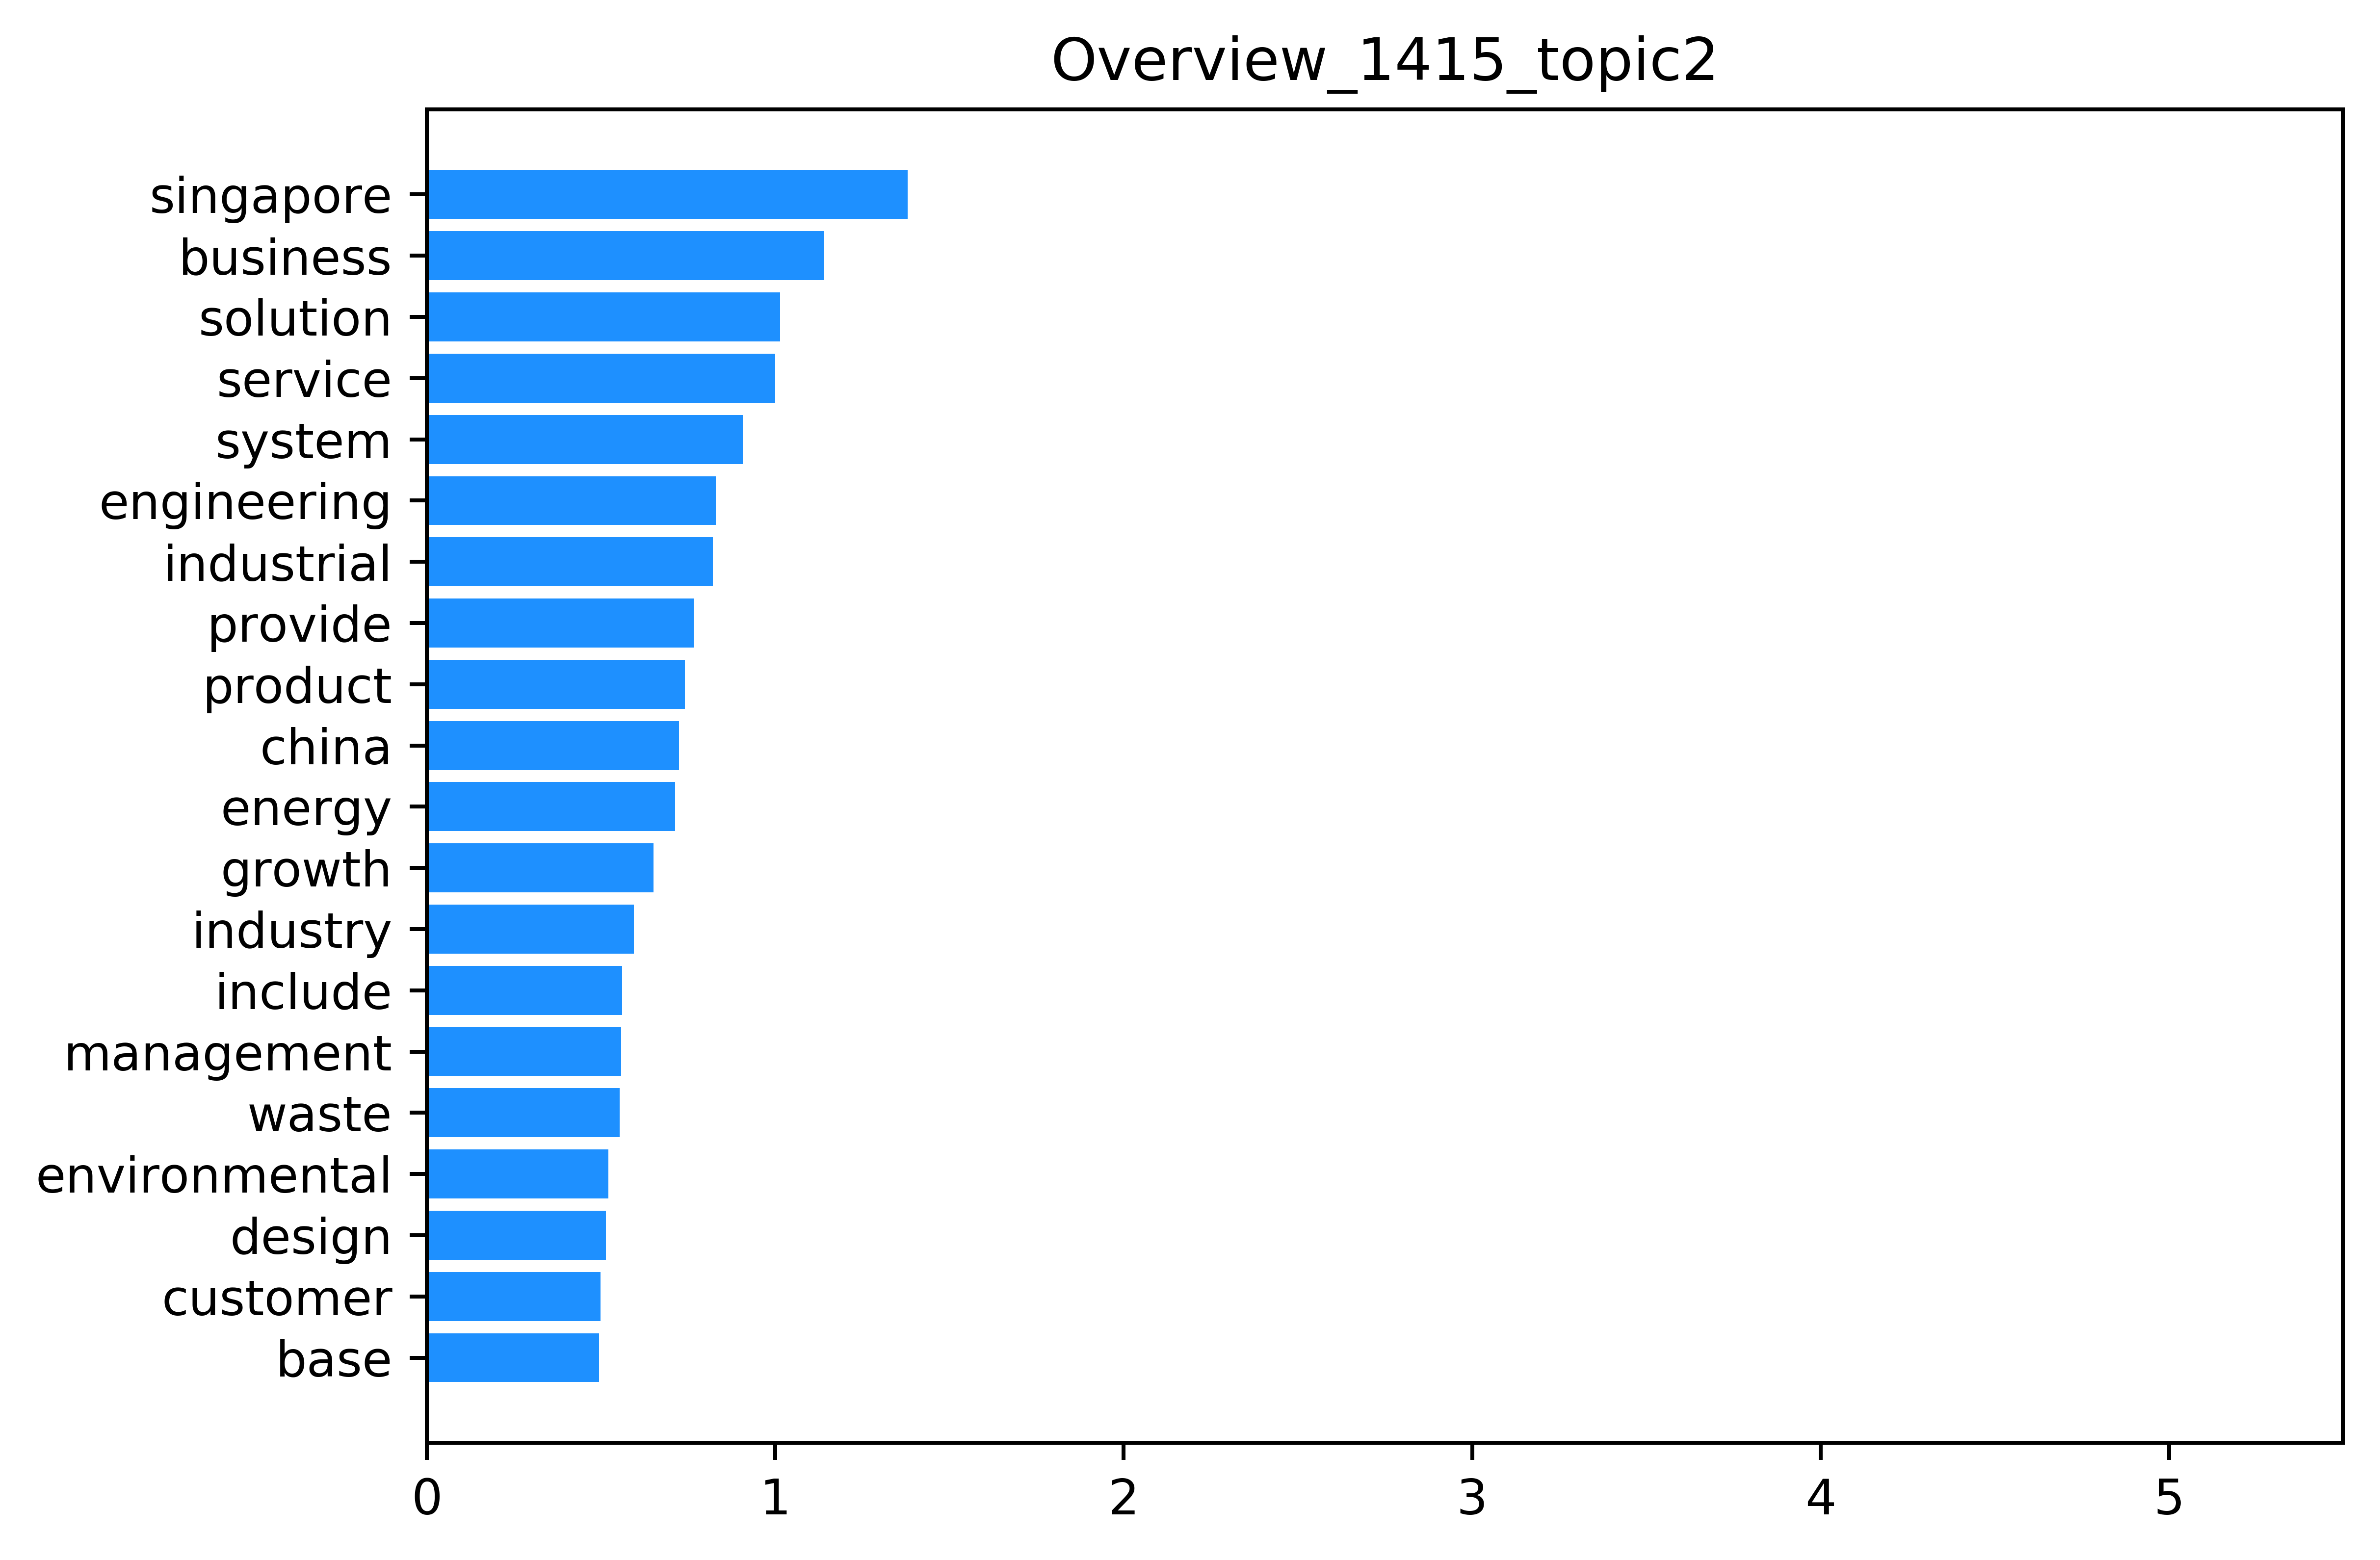 Overview_1415_topic2
singapore
business
solution
service
system
engineering
industrial
provide
product
china
energy
growth
industry
include
management
waste
environmental
design
customer
base
0 1 2 3 4 5